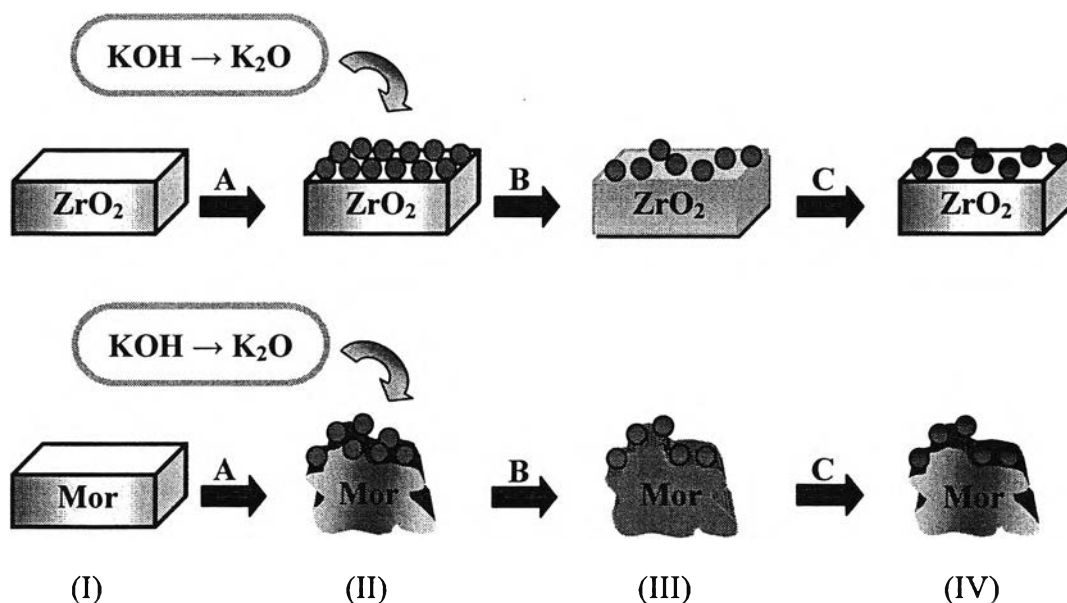 KOH → K₂O
A
B
C
ZrO₂
ZrO₂
ZrO₂
ZrO₂
KOH → K₂O
A
B
C
Mor
Mor
Mor
Mor
(I)
(II)
(III)
(IV)